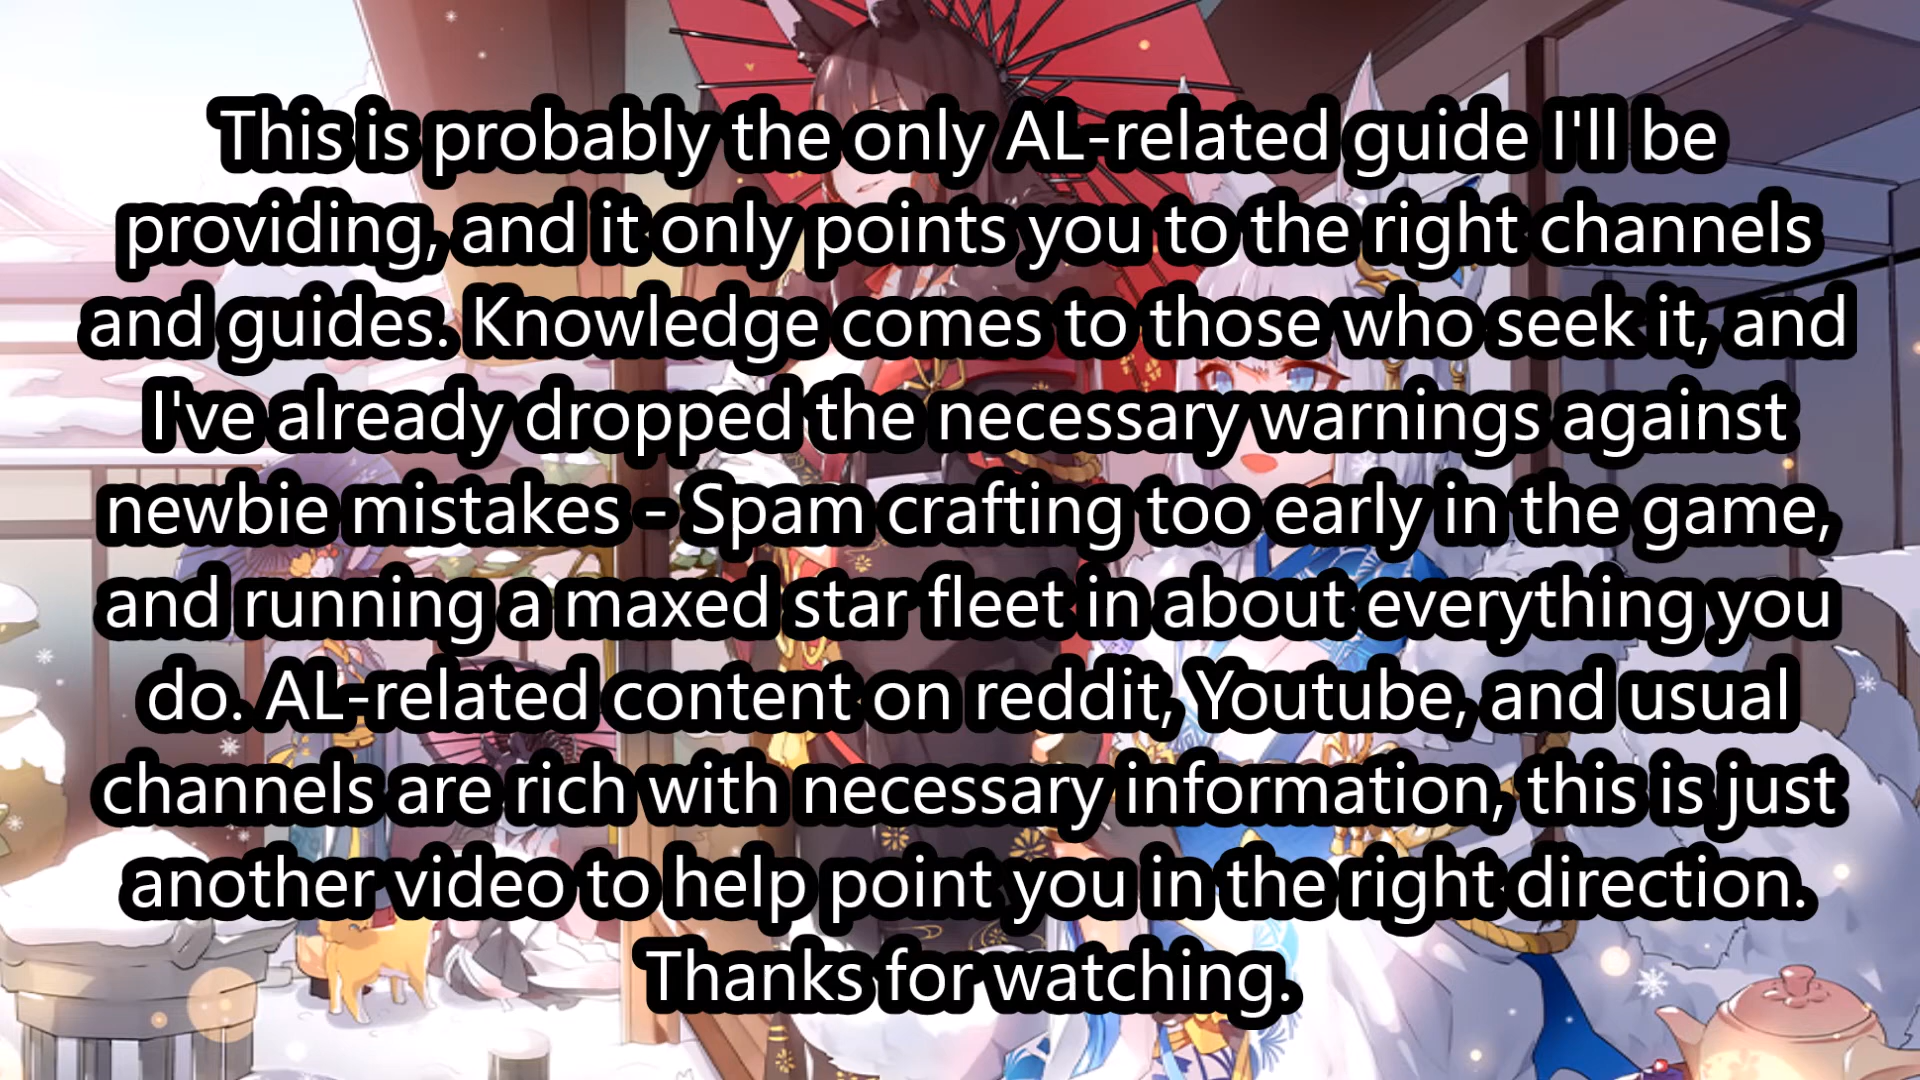 This is probably the only AL-related guide I'll be
providing, and it only points you to the right channels
and guides. Knowledge comes to those who seek it, and
I've already dropped the necessary warnings against
newbie mistakes - Spam crafting too early in the game,
and running a maxed star fleet in about everything you
do. AL-related content on reddit, Youtube, and usual
channels are rich with necessary information, this is just
another video to help point you in the right direction.
Thanks for watching.